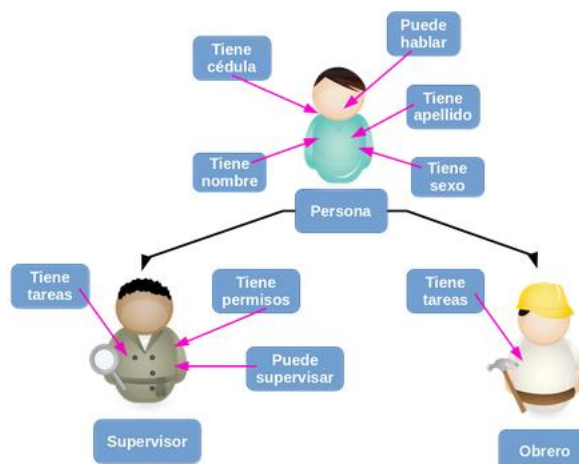 Puede
hablar
Tiene
cédula
Tiene
apellido
Tiene
nombre
Tiene
sexo
Persona
Tiene
tareas
Tiene
permisos
Puede
supervisar
Supervisor
Tiene
tareas
Obrero